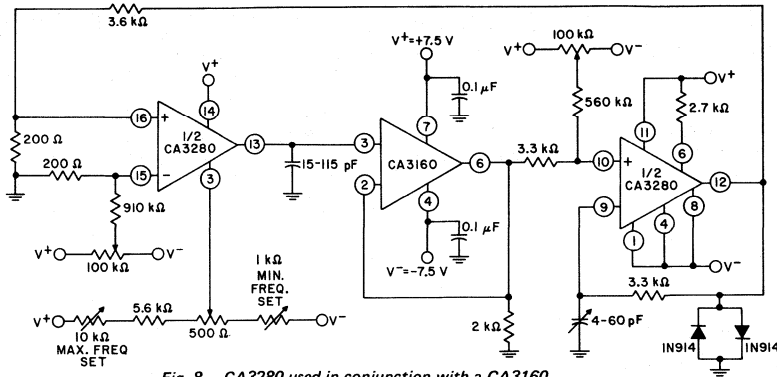 3.6 kΩ
V+=+7.5 V
100 kΩ
V+
V−
V+
0.1 µF
V+
560 kΩ
2.7 kΩ
14
7
11
16
+
1/2
CA3280
13
3
CA3160
6
3.3 kΩ
10
+
1/2
CA3280
6
12
200 Ω
200 Ω
15
−
3
15-115 pF
2
4
9
−
1
4
8
910 kΩ
0.1 µF
V+
V−
100 kΩ
1 kΩ
MIN.
FREQ.
SET
V−=−7.5 V
V−
3.3 kΩ
V+
5.6 kΩ
500 Ω
V−
10 kΩ
MAX. FREQ
SET
2 kΩ
4-60 pF
1N914
1N914
Fig. 8 — CA3280 used in conjunction with a CA3160